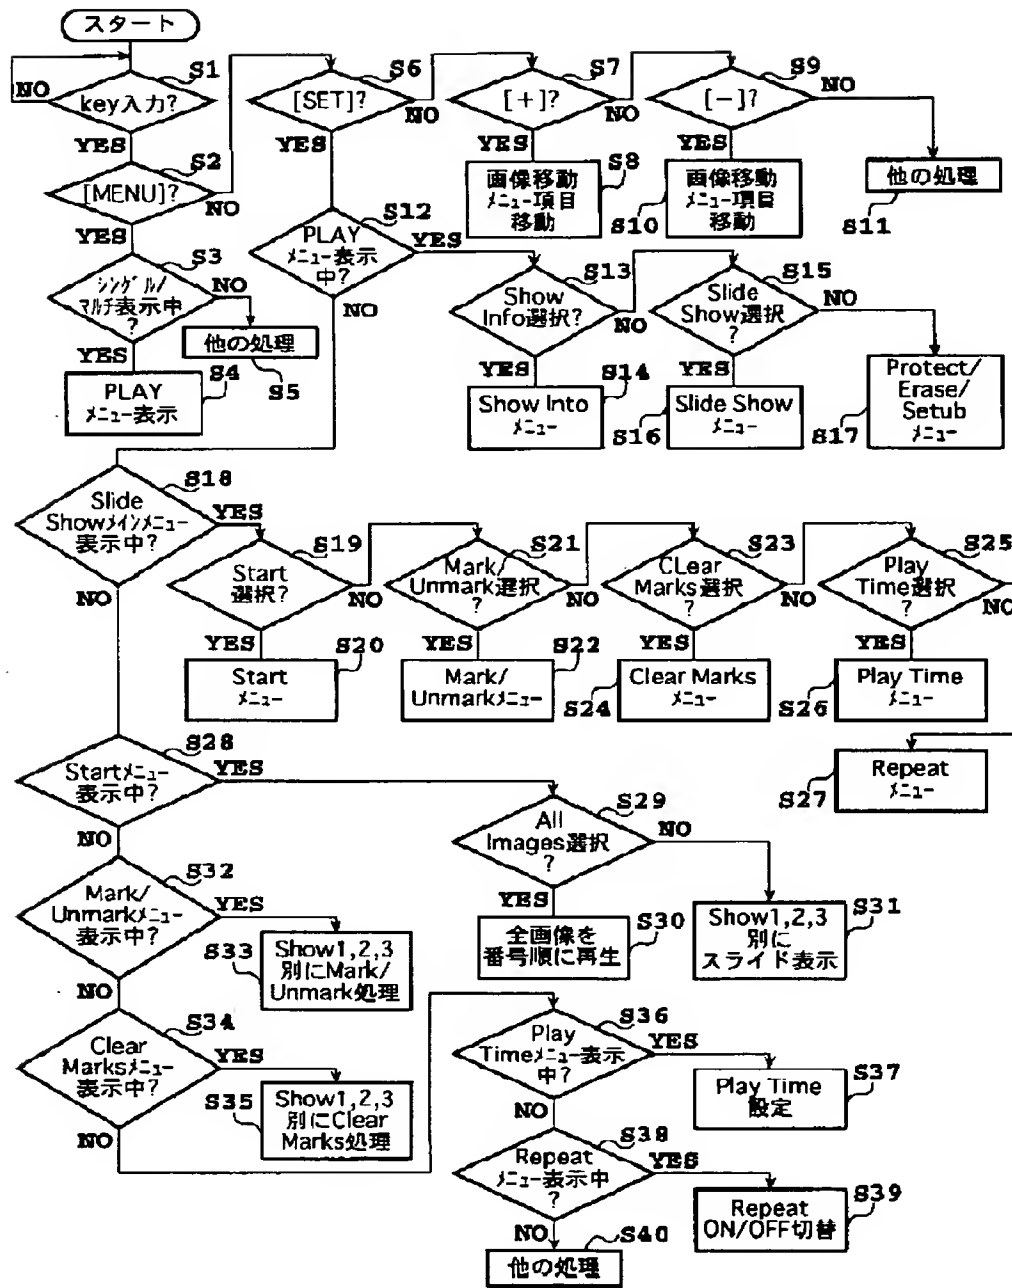 スタート
S1
NO
key入力?
YES
S2
[MENU]?
NO
YES
S3
シングル/
マルチ表示中
?
NO
YES
他の処理
S5
S4
PLAY
メニュー表示
S6
[SET]?
NO
YES
S7
[+]?
NO
YES
S8
画像移動
メニュー項目
移動
S9
[−]?
NO
YES
S10
画像移動
メニュー項目
移動
他の処理
S11
S12
PLAY
メニュー表示
中?
YES
NO
S13
Show
Info選択?
NO
YES
S14
Show Into
メニュー
S15
Slide
Show選択
?
NO
YES
S16
Slide Show
メニュー
Protect/
Erase/
Setub
メニュー
S17
S18
Slide
Showメインメニュー
表示中?
YES
NO
S19
Start
選択?
NO
YES
S20
Start
メニュー
S21
Mark/
Unmark選択
?
NO
YES
S22
Mark/
Unmarkメニュー
S23
CLear
Marks選択
?
NO
YES
S24
Clear Marks
メニュー
S25
Play
Time選択
?
NO
YES
S26
Play Time
メニュー
S27
Repeat
メニュー
S28
Startメニュー
表示中?
YES
NO
S29
All
Images選択
?
NO
YES
S30
全画像を
番号順に再生
S31
Show1,2,3
別に
スライド表示
S32
Mark/
Unmarkメニュー
表示中?
YES
NO
S33
Show1,2,3
別にMark/
Unmark処理
S34
Clear
Marksメニュー
表示中?
YES
NO
S35
Show1,2,3
別にClear
Marks処理
S36
Play
Timeメニュー表示
中?
YES
NO
S37
Play Time
設定
S38
Repeat
メニュー表示中
?
YES
NO
S39
Repeat
ON/OFF切替
S40
他の処理